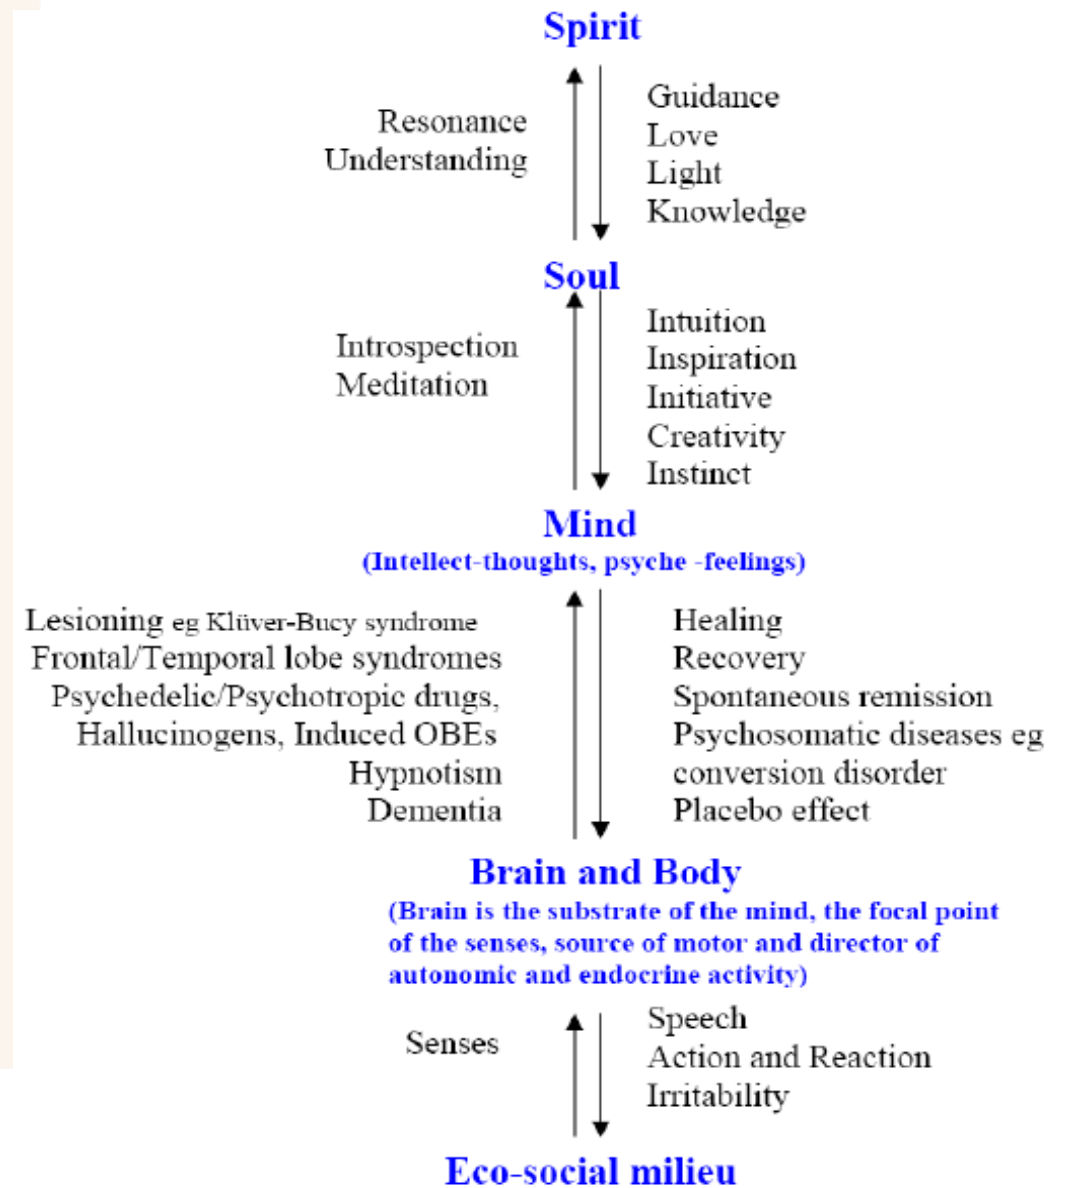 Spirit
Resonance
Understanding
Guidance
Love
Light
Knowledge
Soul
Introspection
Meditation
Intuition
Inspiration
Initiative
Creativity
Instinct
Mind
(Intellect-thoughts, psyche -feelings)
Lesioning eg Klüver-Bucy syndrome
Frontal/Temporal lobe syndromes
Psychedelic/Psychotropic drugs,
Hallucinogens, Induced OBEs
Hypnotism
Dementia
Healing
Recovery
Spontaneous remission
Psychosomatic diseases eg
conversion disorder
Placebo effect
Brain and Body
(Brain is the substrate of the mind, the focal point
of the senses, source of motor and director of
autonomic and endocrine activity)
Senses
Speech
Action and Reaction
Irritability
Eco-social milieu